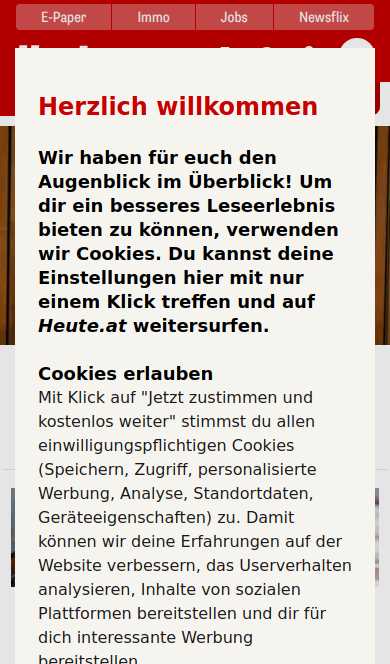 E-Paper
Immo
Jobs
Newsflix
Herzlich willkommen
Wir haben für euch den
Augenblick im Überblick! Um
dir ein besseres Leseerlebnis
bieten zu können, verwenden
wir Cookies. Du kannst deine
Einstellungen hier mit nur
einem Klick treffen und auf
Heute.at weitersurfen.
Cookies erlauben
Mit Klick auf "Jetzt zustimmen und
kostenlos weiter" stimmst du allen
einwilligungspflichtigen Cookies
(Speichern, Zugriff, personalisierte
Werbung, Analyse, Standortdaten,
Geräteeigenschaften) zu. Damit
können wir deine Erfahrungen auf der
Website verbessern, das Userverhalten
analysieren, Inhalte von sozialen
Plattformen bereitstellen und dir für
dich interessante Werbung
bereitstellen